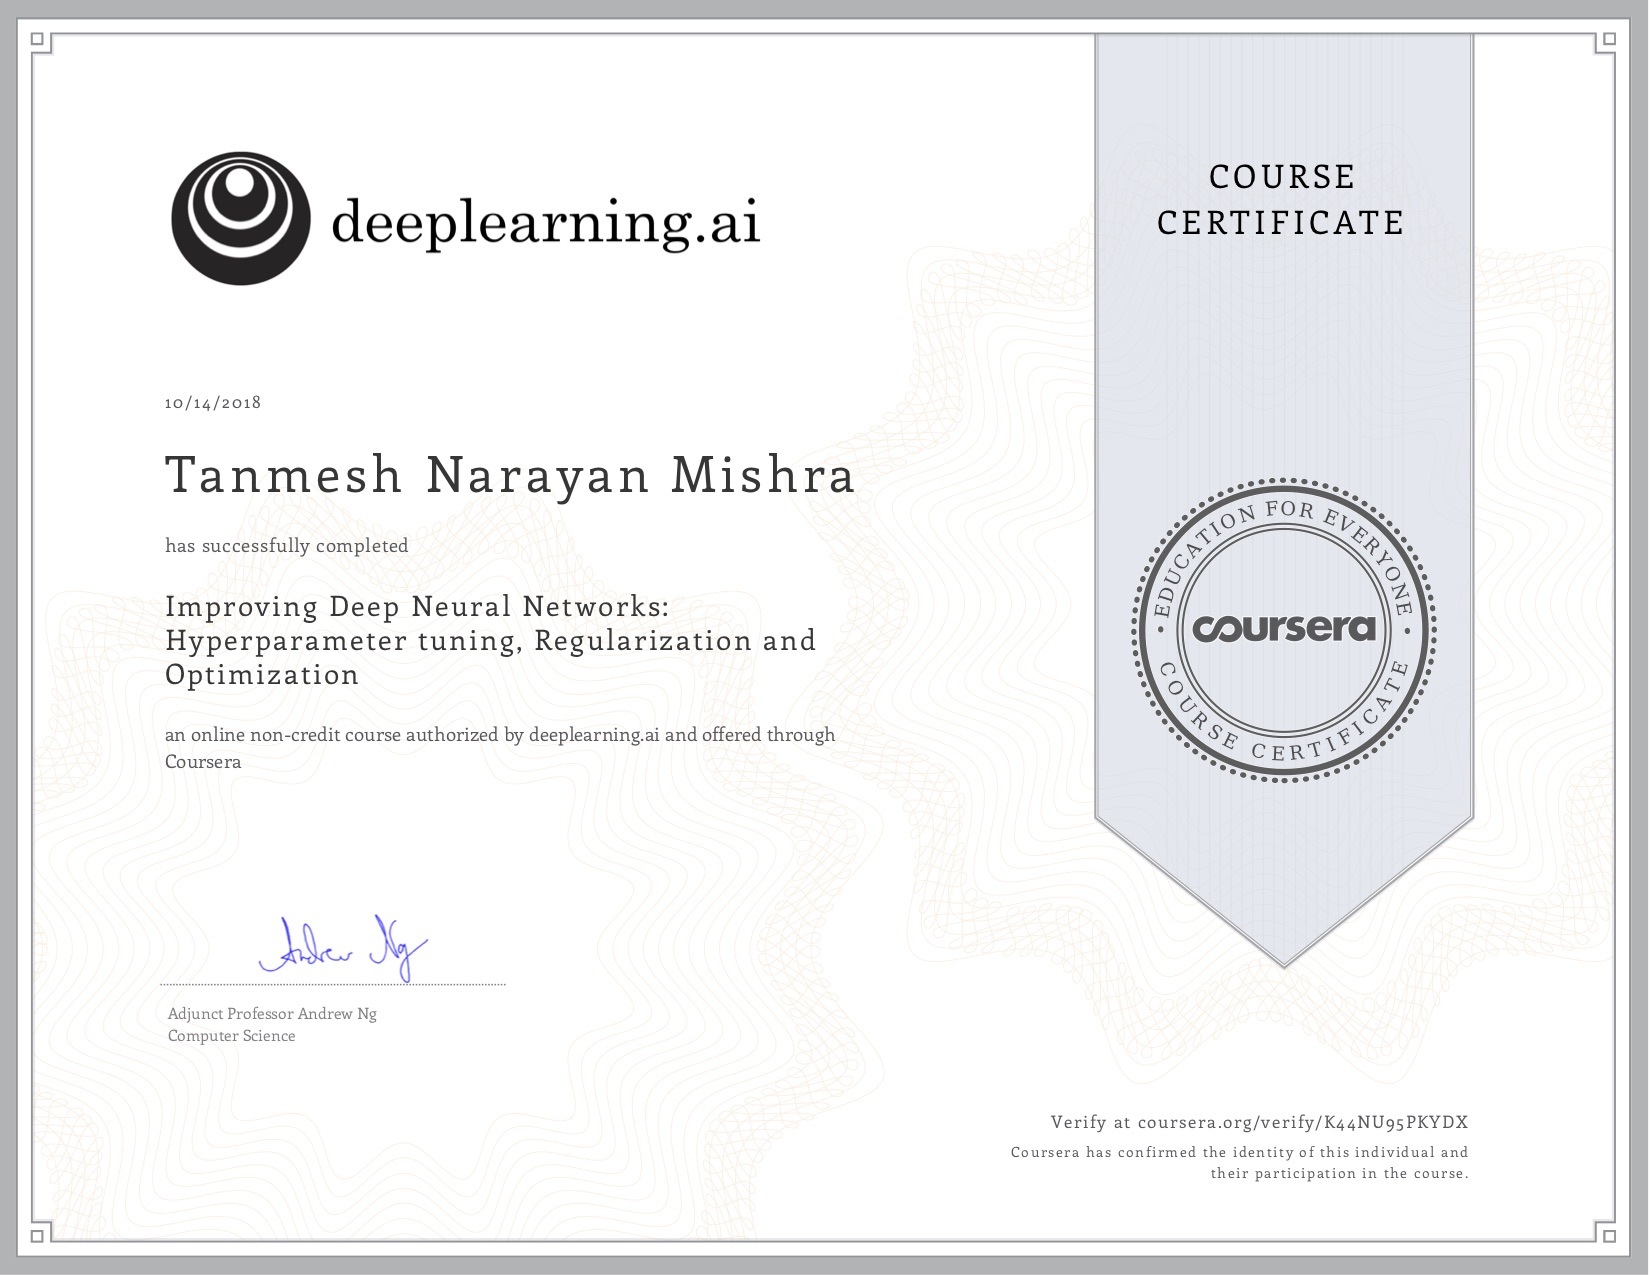 deeplearning.ai
COURSE
CERTIFICATE
10/14/2018
Tanmesh Narayan Mishra
has successfully completed
Improving Deep Neural Networks:
Hyperparameter tuning, Regularization and
Optimization
an online non-credit course authorized by deeplearning.ai and offered through
Coursera
EDUCATION FOR EVERYONE
coursera
COURSE CERTIFICATE
Andrew Ng
Adjunct Professor Andrew Ng
Computer Science
Verify at coursera.org/verify/K44NU95PKYDX
Coursera has confirmed the identity of this individual and
their participation in the course.